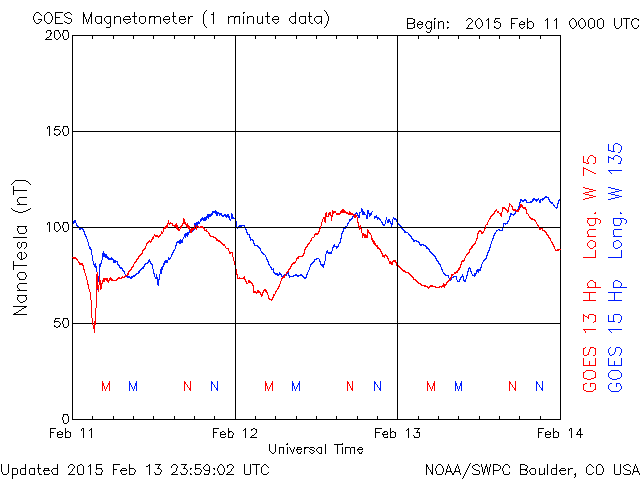 GOES Magnetometer (1 minute data)
Begin: 2015 Feb 11 0000 UTC
200
150
100
50
0
NanoTesla (nT)
M M N N M M N N M M N N
Feb 11 Feb 12 Feb 13 Feb 14
Universal Time
GOES 13 Hp Long. W 75
GOES 15 Hp Long. W 135
Updated 2015 Feb 13 23:59:02 UTC
NOAA/SWPC Boulder, CO USA